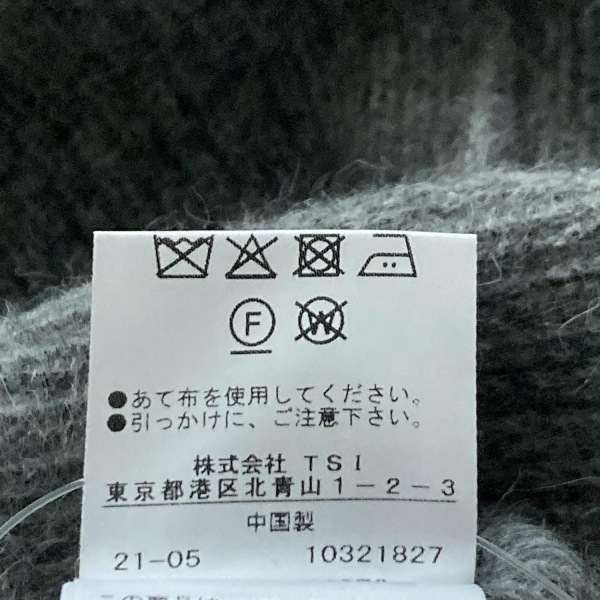 F W
●あて布を使用してください。
●引っかけに、ご注意下さい。
株式会社 TSI
東京都港区北青山1-2-3
中国製
21-05 10321827